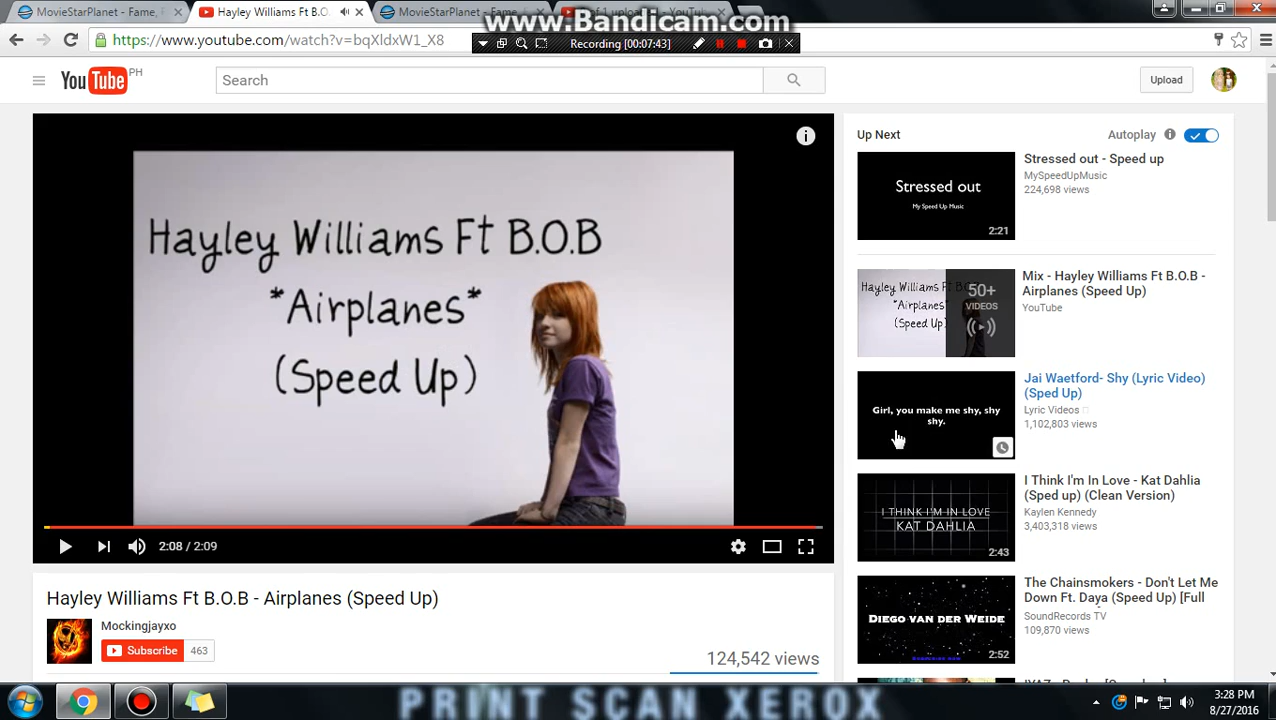 MovieStarPlanet - Fame, F
Hayley Williams Ft B.O.
MovieStarPlanet - Fame,
www.Bandicam.com
Recording [00:07:43]
https://www.youtube.com/watch?v=bqXldxW1_X8
YouTube PH
Search
Upload
Hayley Williams Ft B.O.B
*Airplanes*
(Speed Up)
2:08 / 2:09
Hayley Williams Ft B.O.B - Airplanes (Speed Up)
Mockingjayxo
Subscribe 463
124,542 views
Up Next
Autoplay
Stressed out
My Speed Up Music
2:21
Stressed out - Speed up
MySpeedUpMusic
224,698 views
50+
VIDEOS
Mix - Hayley Williams Ft B.O.B -
Airplanes (Speed Up)
YouTube
Girl, you make me shy, shy
shy.
Jai Waetford- Shy (Lyric Video)
(Sped Up)
Lyric Videos
1,102,803 views
I THINK I'M IN LOVE
KAT DAHLIA
2:43
I Think I'm In Love - Kat Dahlia
(Sped up) (Clean Version)
Kaylen Kennedy
3,403,318 views
DIEGO VAN DER WEIDE
2:52
The Chainsmokers - Don't Let Me
Down Ft. Daya (Speed Up) [Full
SoundRecords TV
109,870 views
SCAN XEROX
3:28 PM
8/27/2016